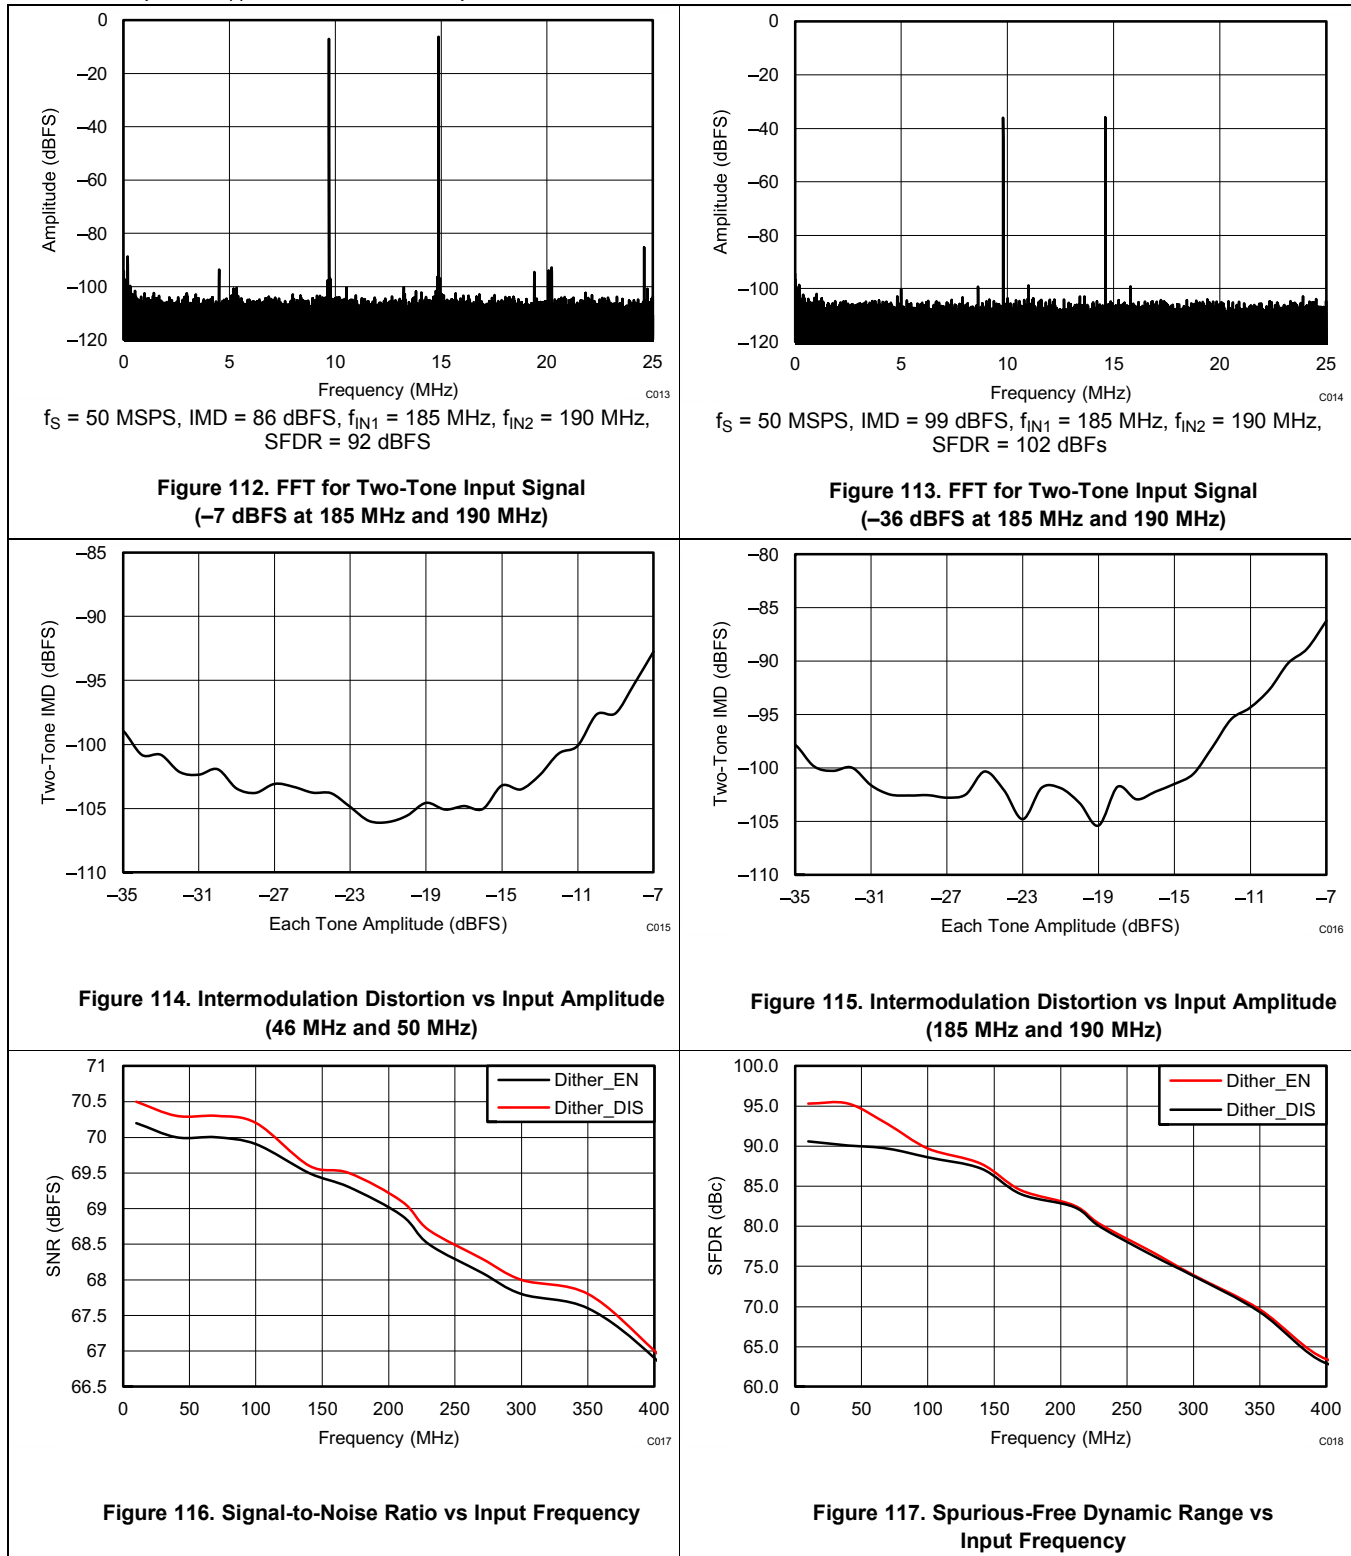 0
–20
–40
–60
–80
–100
–120
Amplitude (dBFS)
0 5 10 15 20 25
Frequency (MHz)
C013
fS = 50 MSPS, IMD = 86 dBFS, fIN1 = 185 MHz, fIN2 = 190 MHz,
SFDR = 92 dBFS
Figure 112. FFT for Two-Tone Input Signal
(–7 dBFS at 185 MHz and 190 MHz)
0
–20
–40
–60
–80
–100
–120
Amplitude (dBFS)
0 5 10 15 20 25
Frequency (MHz)
C014
fS = 50 MSPS, IMD = 99 dBFS, fIN1 = 185 MHz, fIN2 = 190 MHz,
SFDR = 102 dBFs
Figure 113. FFT for Two-Tone Input Signal
(–36 dBFS at 185 MHz and 190 MHz)
–85
–90
–95
–100
–105
–110
Two-Tone IMD (dBFS)
–35 –31 –27 –23 –19 –15 –11 –7
Each Tone Amplitude (dBFS)
C015
Figure 114. Intermodulation Distortion vs Input Amplitude
(46 MHz and 50 MHz)
–80
–85
–90
–95
–100
–105
–110
Two-Tone IMD (dBFS)
–35 –31 –27 –23 –19 –15 –11 –7
Each Tone Amplitude (dBFS)
C016
Figure 115. Intermodulation Distortion vs Input Amplitude
(185 MHz and 190 MHz)
71
70.5
70
69.5
69
68.5
68
67.5
67
66.5
SNR (dBFS)
Dither_EN
Dither_DIS
0 50 100 150 200 250 300 350 400
Frequency (MHz)
C017
Figure 116. Signal-to-Noise Ratio vs Input Frequency
100.0
95.0
90.0
85.0
80.0
75.0
70.0
65.0
60.0
SFDR (dBc)
Dither_EN
Dither_DIS
0 50 100 150 200 250 300 350 400
Frequency (MHz)
C018
Figure 117. Spurious-Free Dynamic Range vs
Input Frequency